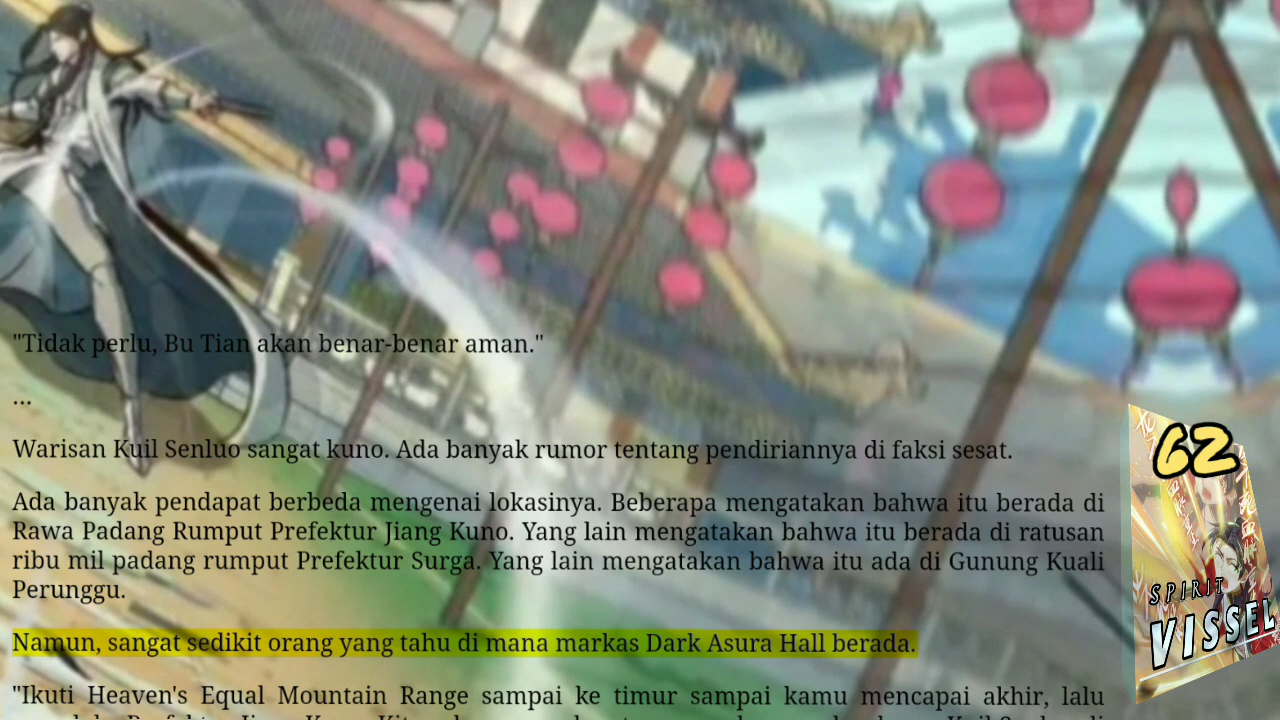 "Tidak perlu, Bu Tian akan benar-benar aman."
...
Warisan Kuil Senluo sangat kuno. Ada banyak rumor tentang pendiriannya di faksi sesat.
Ada banyak pendapat berbeda mengenai lokasinya. Beberapa mengatakan bahwa itu berada di
Rawa Padang Rumput Prefektur Jiang Kuno. Yang lain mengatakan bahwa itu berada di ratusan
ribu mil padang rumput Prefektur Surga. Yang lain mengatakan bahwa itu ada di Gunung Kuali
Perunggu.
Namun, sangat sedikit orang yang tahu di mana markas Dark Asura Hall berada.
"Ikuti Heaven's Equal Mountain Range sampai ke timur sampai kamu mencapai akhir, lalu
62
SPIRIT
VISSEL